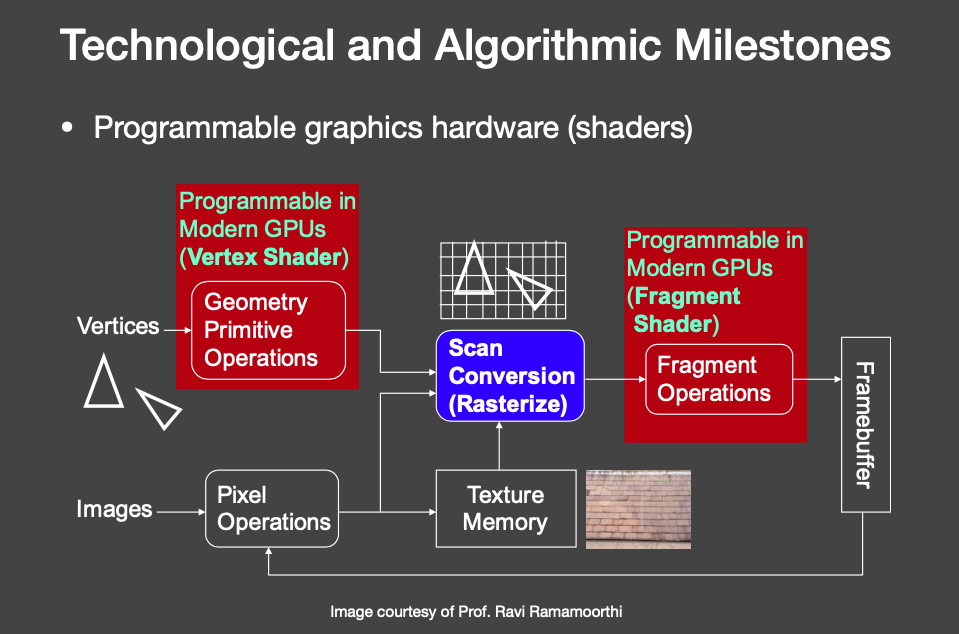 Technological and Algorithmic Milestones
• Programmable graphics hardware (shaders)
Programmable in
Modern GPUs
(Vertex Shader)
Geometry
Primitive
Operations
Vertices
Scan
Conversion
(Rasterize)
Programmable in
Modern GPUs
(Fragment
Shader)
Fragment
Operations
Framebuffer
Images
Pixel
Operations
Texture
Memory
Image courtesy of Prof. Ravi Ramamoorthi